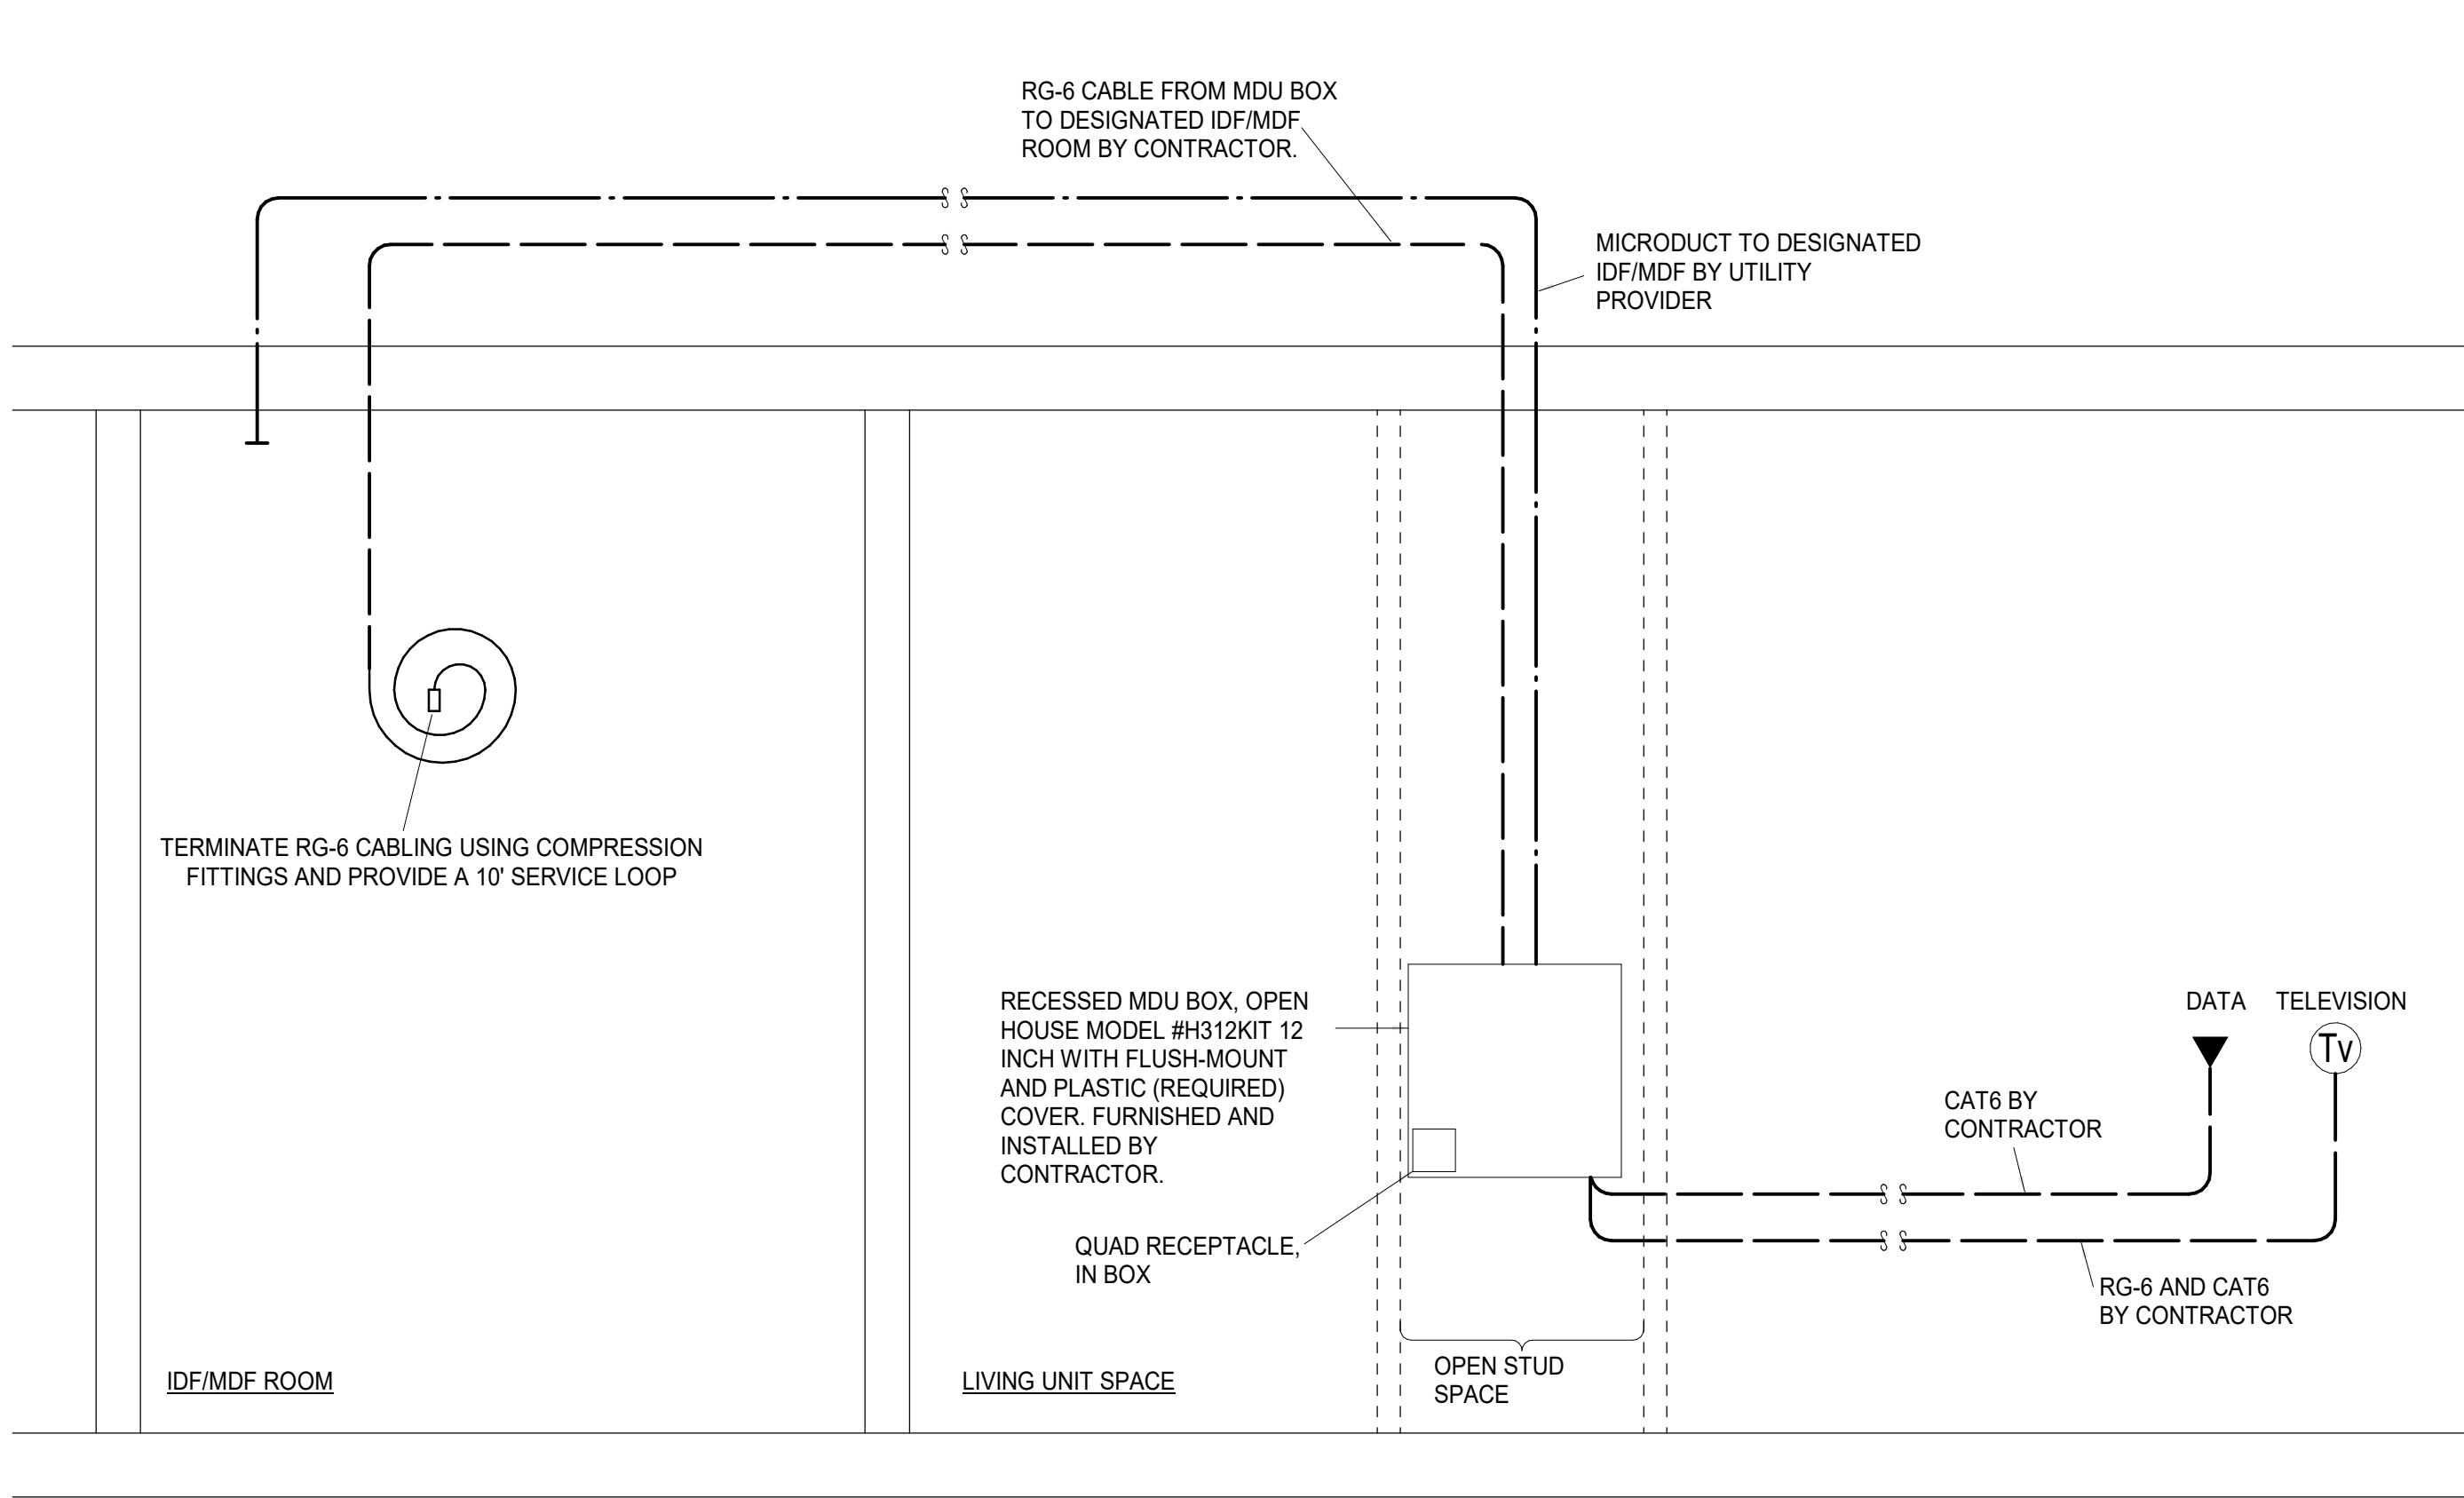 RG-6 CABLE FROM MDU BOX
TO DESIGNATED IDF/MDF
ROOM BY CONTRACTOR.
MICRODUCT TO DESIGNATED
IDF/MDF BY UTILITY
PROVIDER
TERMINATE RG-6 CABLING USING COMPRESSION
FITTINGS AND PROVIDE A 10' SERVICE LOOP
RECESSED MDU BOX, OPEN
HOUSE MODEL #H312KIT 12
INCH WITH FLUSH-MOUNT
AND PLASTIC (REQUIRED)
COVER. FURNISHED AND
INSTALLED BY
CONTRACTOR.
QUAD RECEPTACLE,
IN BOX
DATA
TELEVISION
Tv
CAT6 BY
CONTRACTOR
RG-6 AND CAT6
BY CONTRACTOR
OPEN STUD
SPACE
IDF/MDF ROOM
LIVING UNIT SPACE